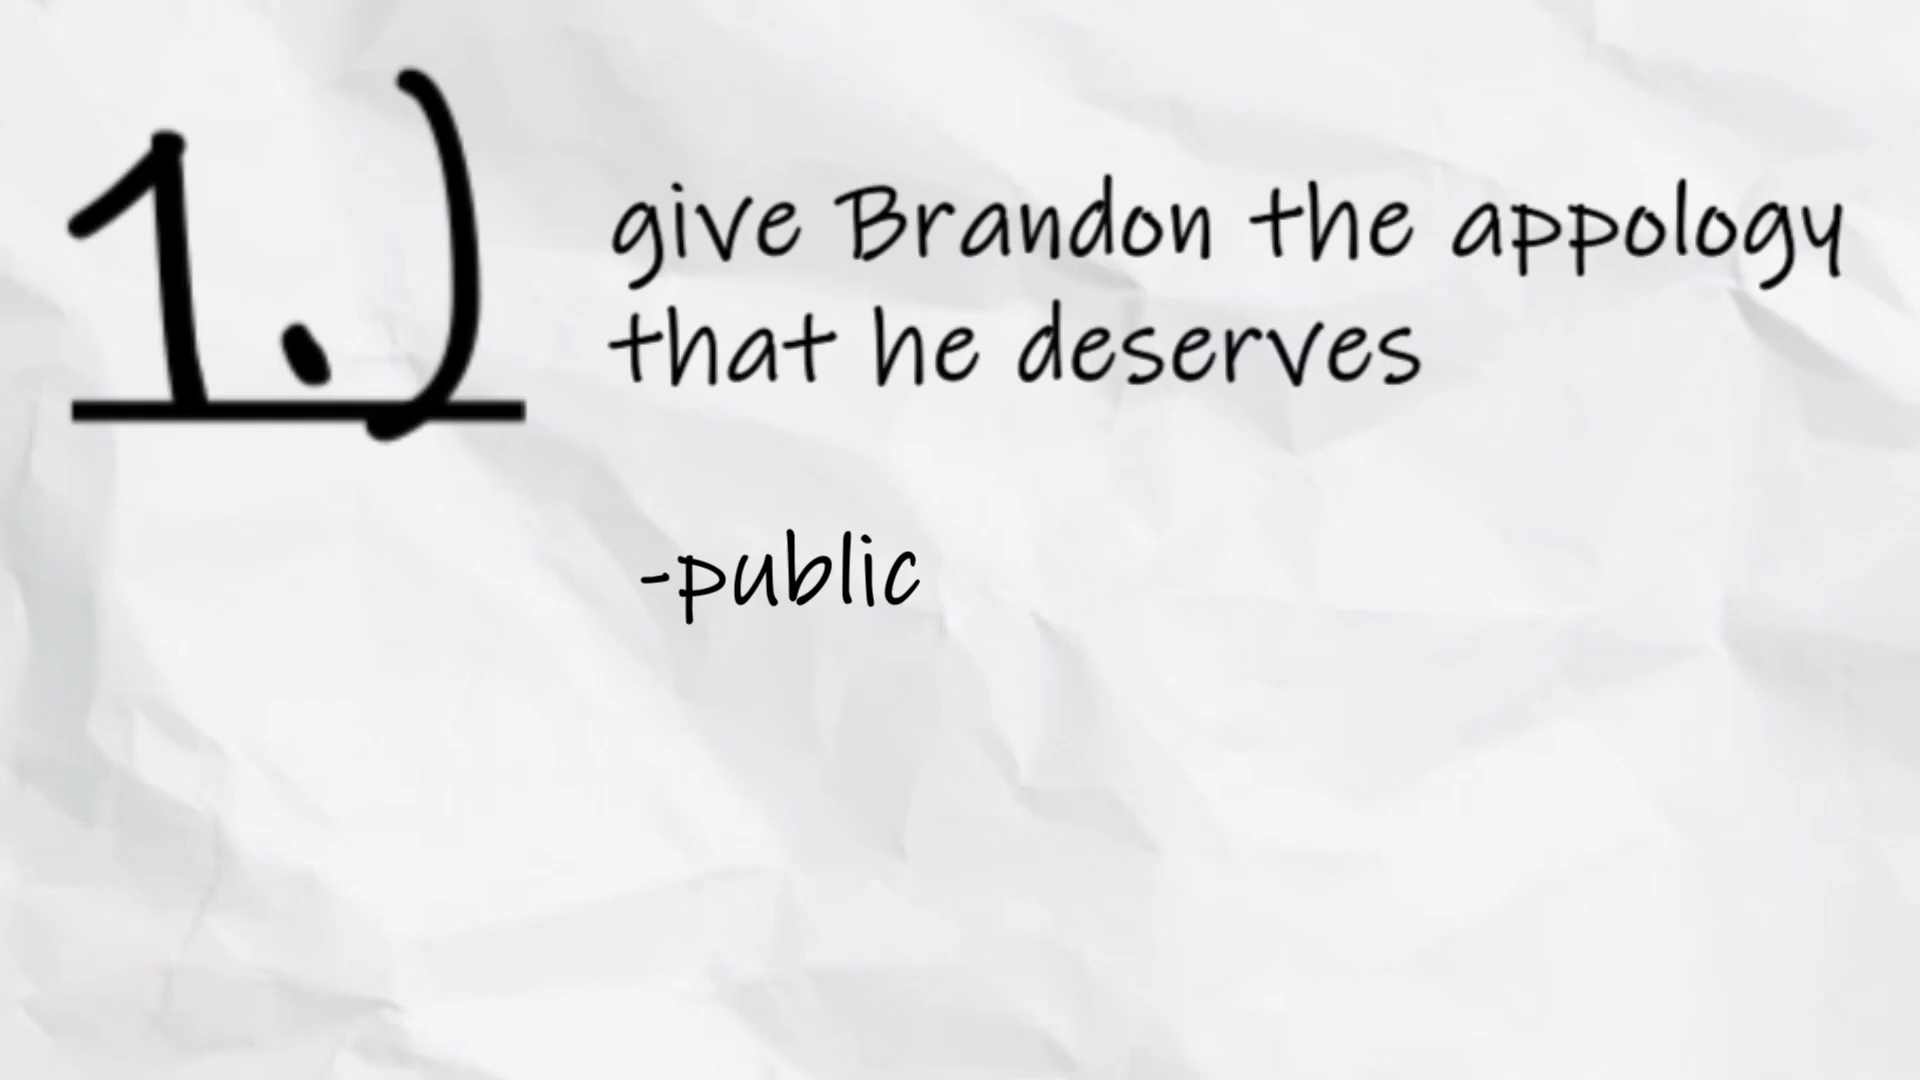 1.)
give Brandon the appology
that he deserves
-public